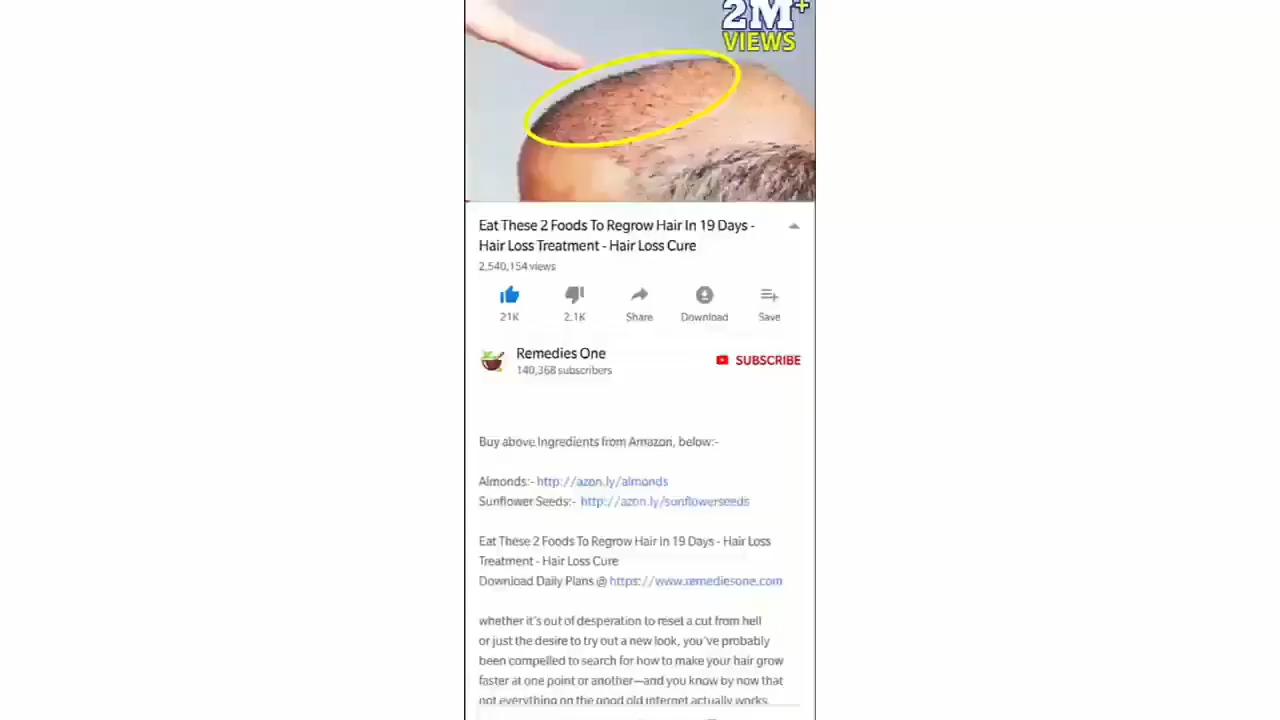 2M+
VIEWS
Eat These 2 Foods To Regrow Hair In 19 Days -
Hair Loss Treatment - Hair Loss Cure
2,540,154 views
21K
2.1K
Share
Download
Save
Remedies One
140,368 subscribers
SUBSCRIBE
Buy above Ingredients from Amazon, below:-
Almonds:- http://azon.ly/almonds
Sunflower Seeds:- http://azon.ly/sunflowerseeds
Eat These 2 Foods To Regrow Hair In 19 Days - Hair Loss
Treatment - Hair Loss Cure
Download Daily Plans @ https://www.remediesone.com
whether it's out of desperation to reset a cut from hell
or just the desire to try out a new look, you've probably
been compelled to search for how to make your hair grow
faster at one point or another—and you know by now that
not everything on the good old internet actually works.